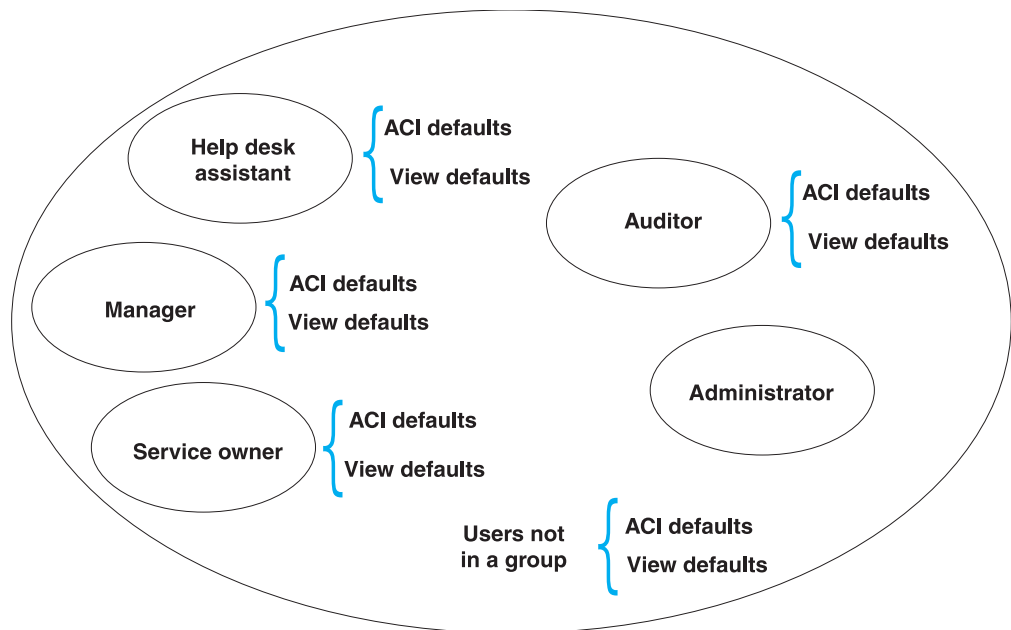 Help desk
assistant
ACI defaults
View defaults
Auditor
ACI defaults
View defaults
Manager
ACI defaults
View defaults
Administrator
Service owner
ACI defaults
View defaults
Users not
in a group
ACI defaults
View defaults